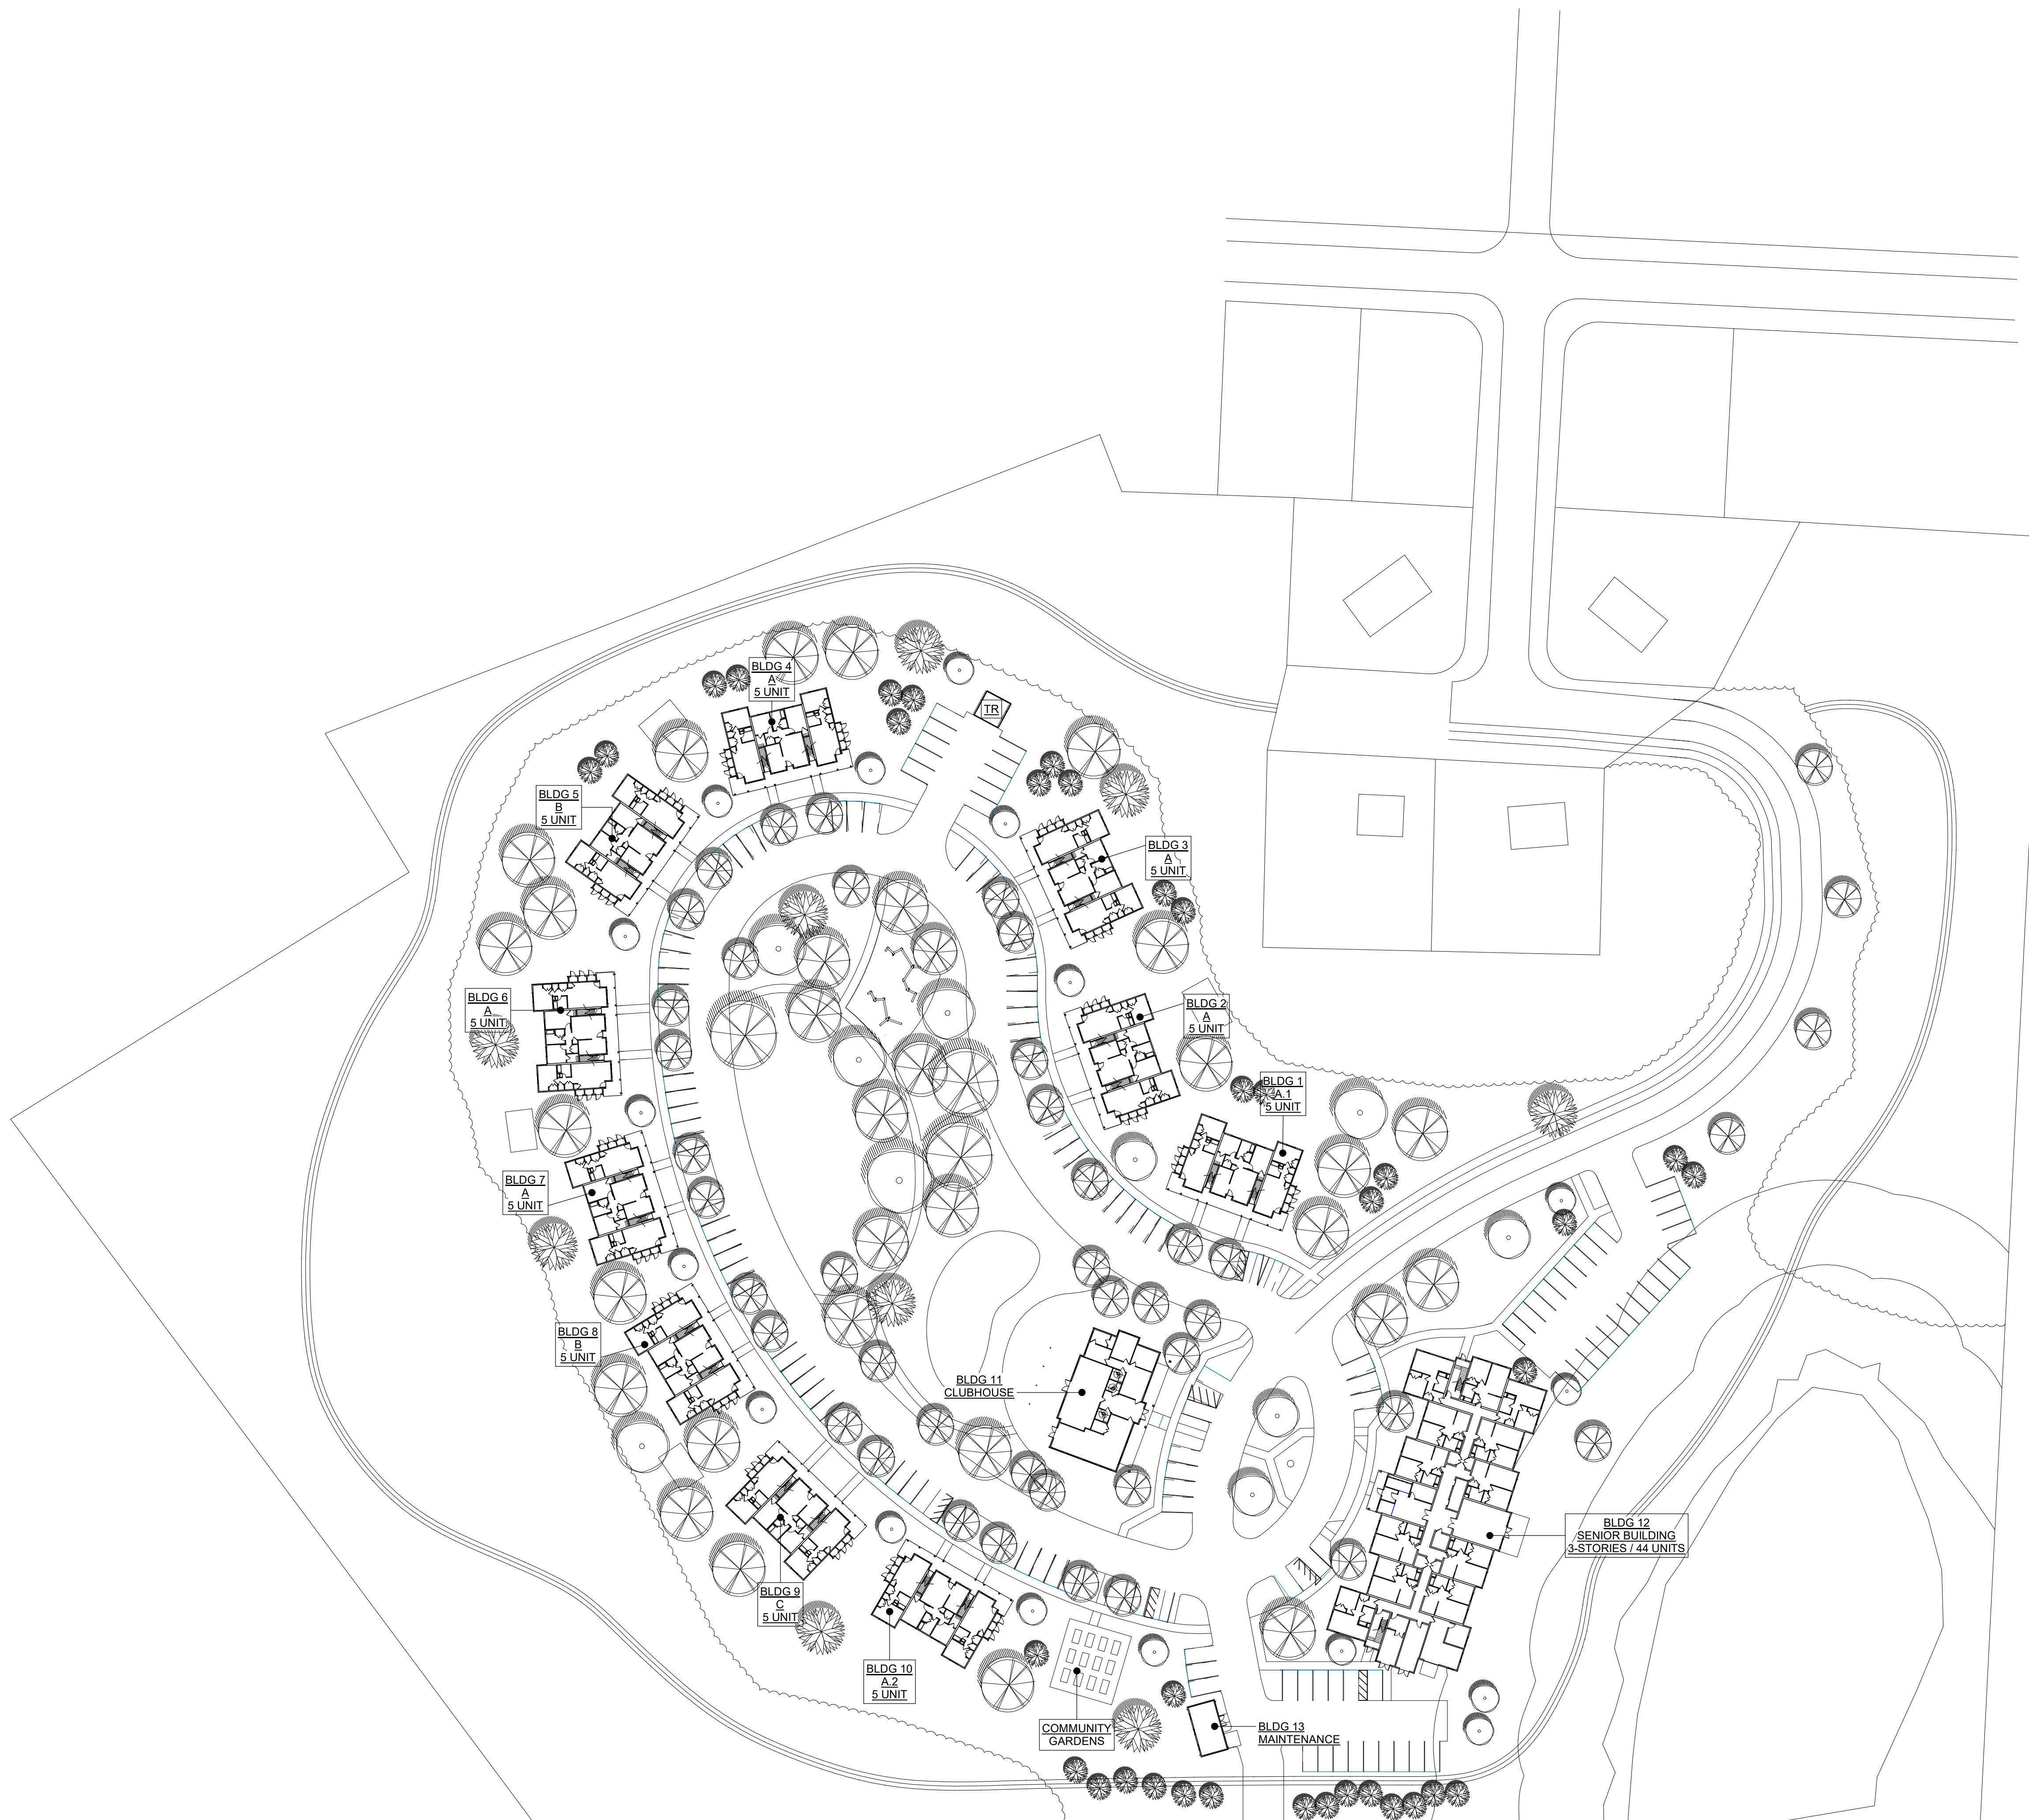 BLDG 4
A
5 UNIT
TR
BLDG 5
B
5 UNIT
BLDG 3
A
5 UNIT
BLDG 6
A
5 UNIT
BLDG 2
A
5 UNIT
BLDG 1
A.1
5 UNIT
BLDG 7
A
5 UNIT
BLDG 8
B
5 UNIT
BLDG 11
CLUBHOUSE
BLDG 12
SENIOR BUILDING
3-STORIES / 44 UNITS
BLDG 9
C
5 UNIT
BLDG 10
A.2
5 UNIT
COMMUNITY
GARDENS
BLDG 13
MAINTENANCE